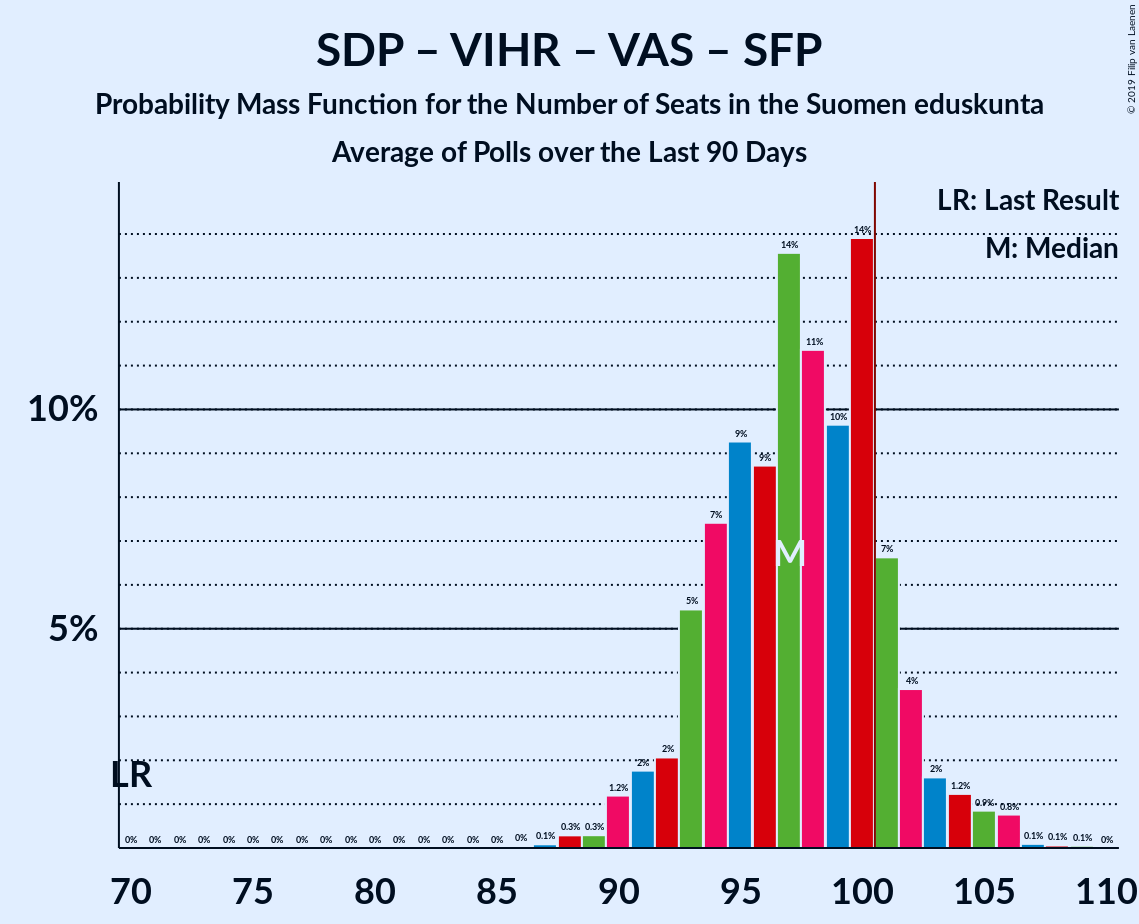 SDP – VIHR – VAS – SFP
Probability Mass Function for the Number of Seats in the Suomen eduskunta
Average of Polls over the Last 90 Days
© 2019 Filip van Laenen
LR: Last Result
M: Median
10%
5%
LR
M
0% 0% 0% 0% 0% 0% 0% 0% 0% 0% 0% 0% 0% 0% 0% 0% 0% 0.1% 0.3% 0.3% 1.2% 2% 2% 5% 7% 9% 9% 14% 11% 10% 14% 7% 4% 2% 1.2% 0.9% 0.8% 0.1% 0.1% 0.1% 0%
70 75 80 85 90 95 100 105 110